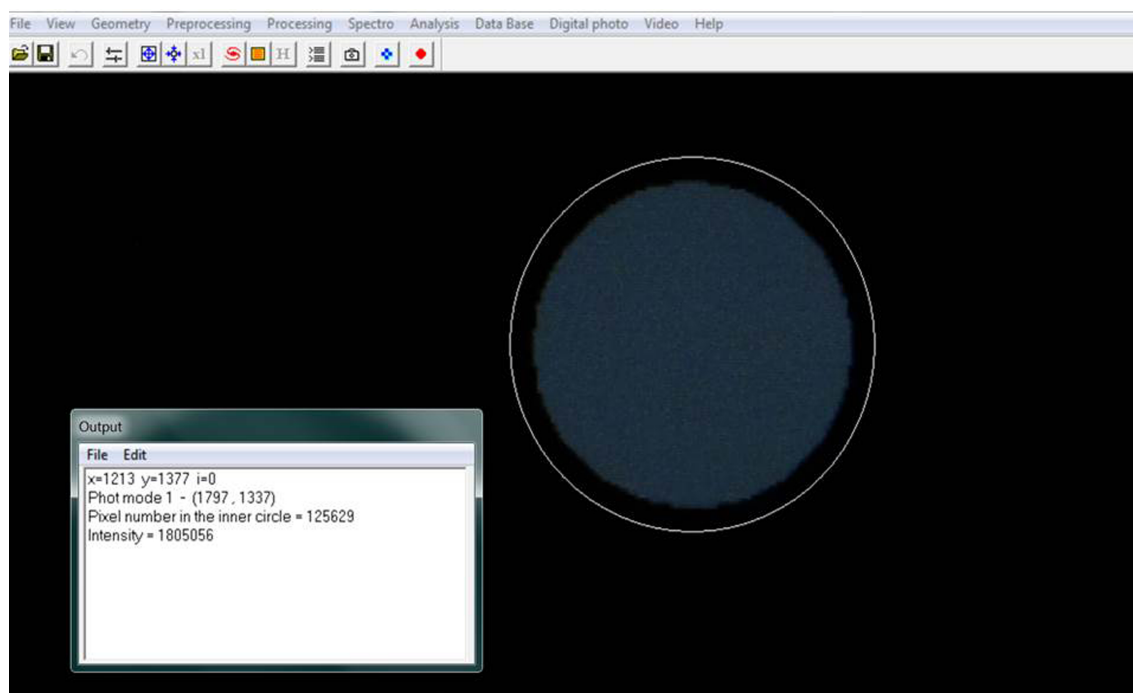 File View Geometry Preprocessing Processing Spectro Analysis Data Base Digital photo Video Help
x1 S H
Output
File Edit
x=1213 y=1377 i=0
Phot mode 1 - (1797 , 1337)
Pixel number in the inner circle = 125629
Intensity = 1805056